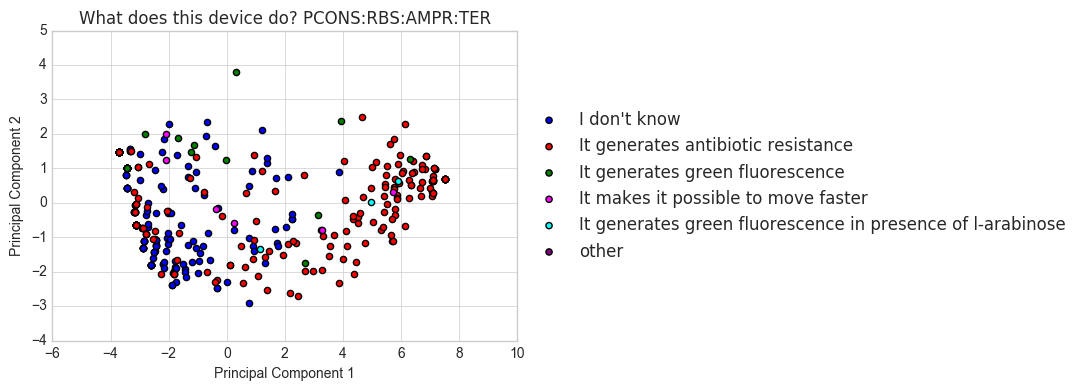 What does this device do? PCONS:RBS:AMPR:TER
5
4
3
2
1
0
−1
−2
−3
−4
−6
−4
−2
0
2
4
6
8
10
Principal Component 2
Principal Component 1
I don't know
It generates antibiotic resistance
It generates green fluorescence
It makes it possible to move faster
It generates green fluorescence in presence of l-arabinose
other